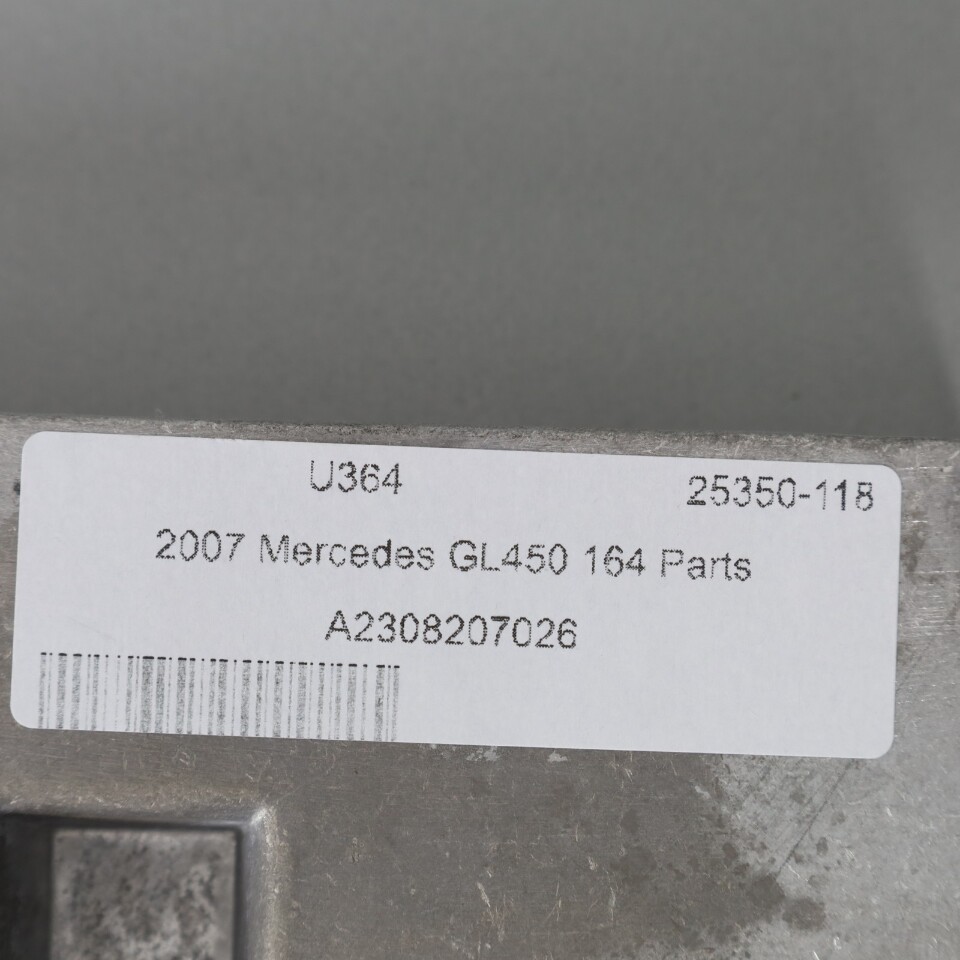 U364 25350-118
2007 Mercedes GL450 164 Parts
A2308207026